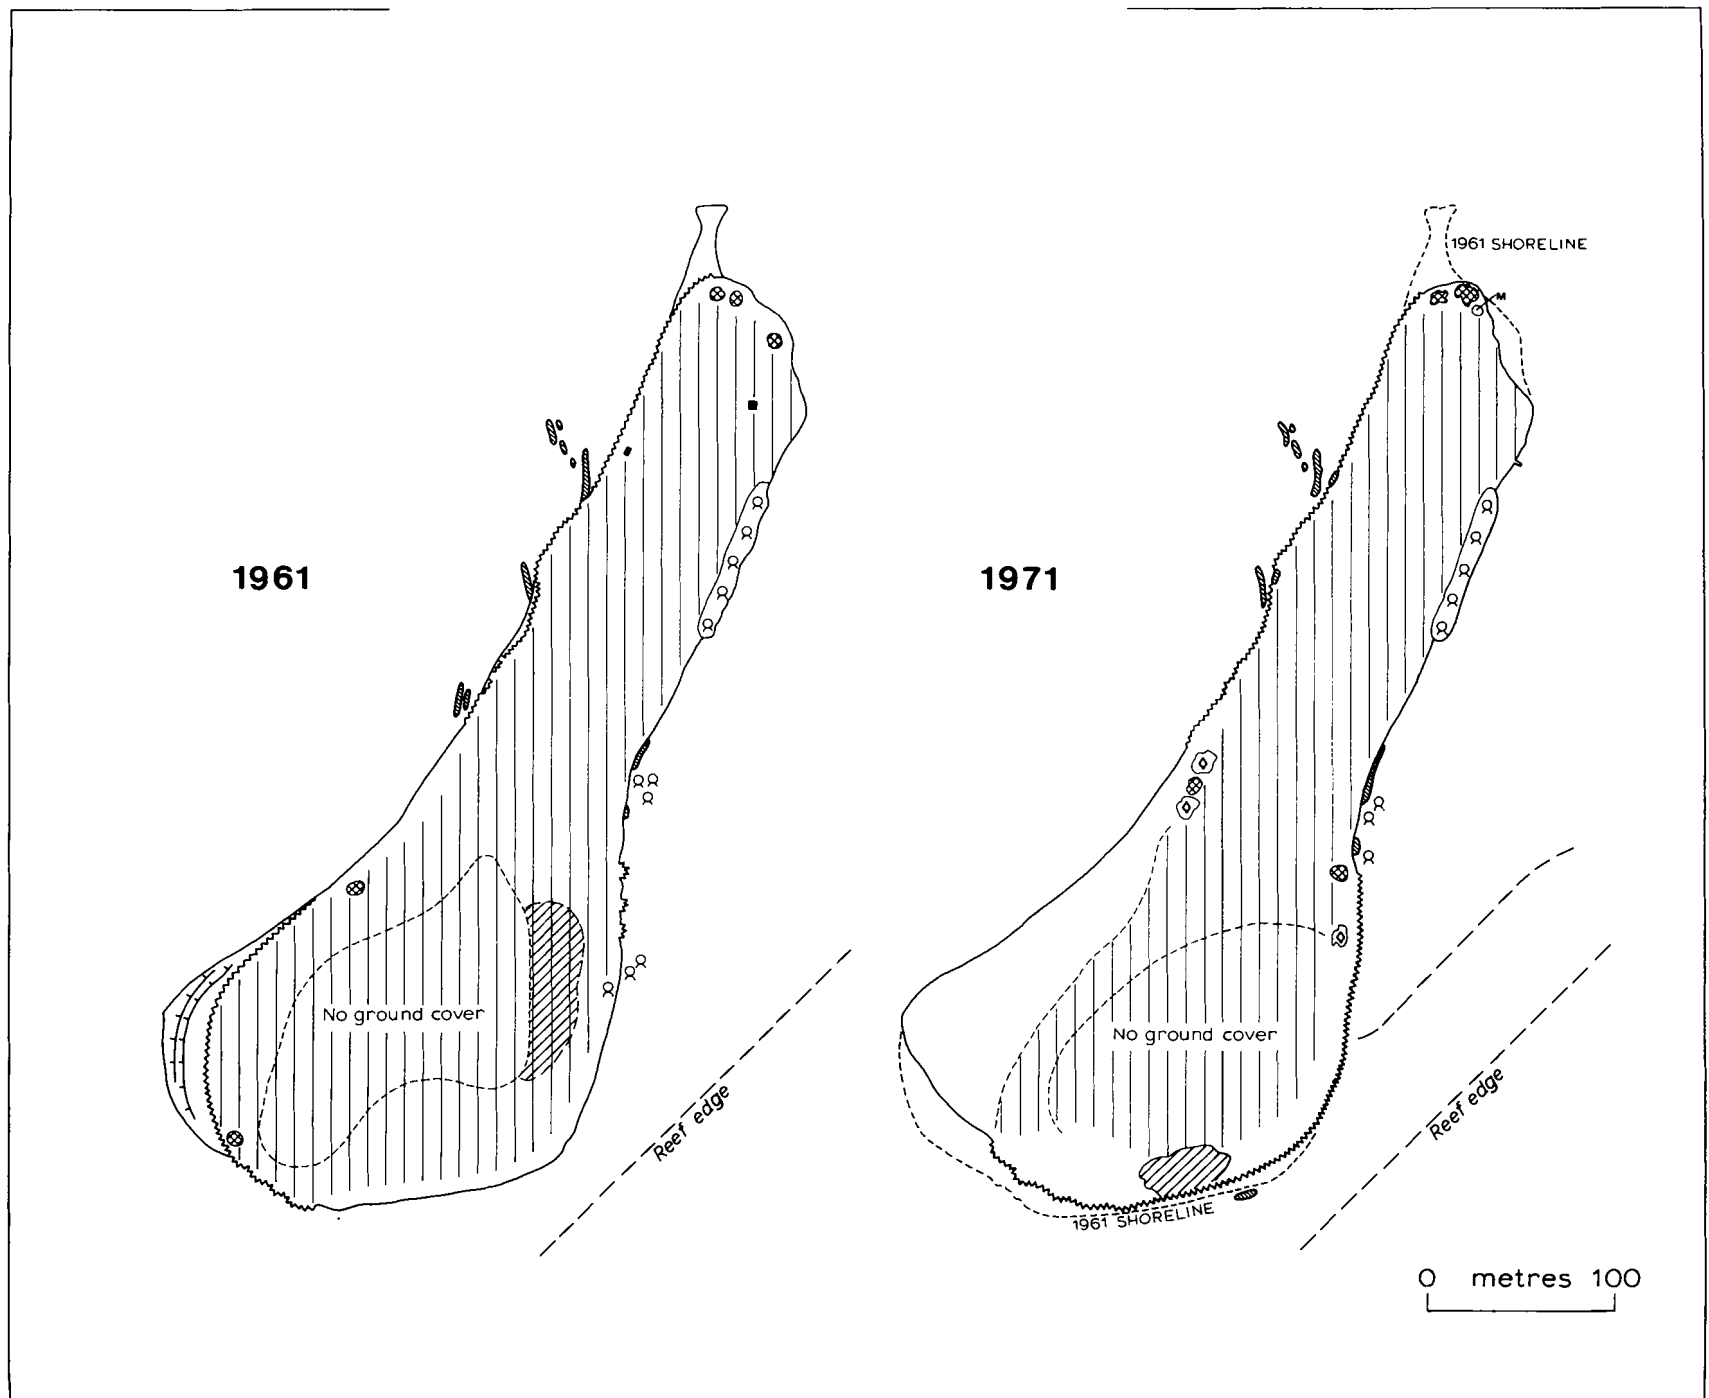 1961 SHORELINE
M
1961
1971
No ground cover
No ground cover
Reef edge
Reef edge
1961 SHORELINE
0 metres 100